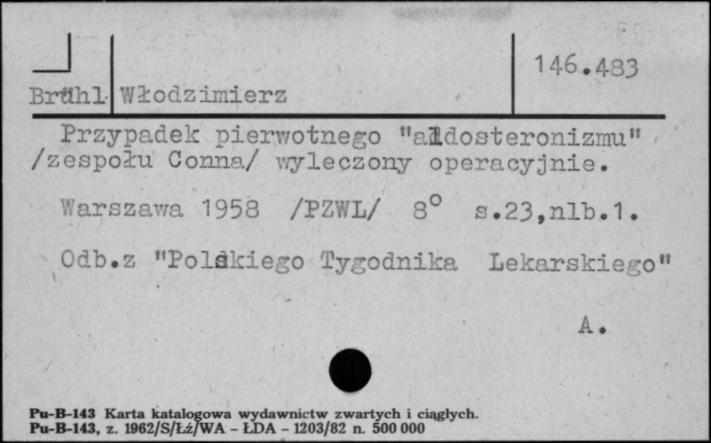 146.483
Brühl Włodzimierz
Przypadek pierwotnego "aldosteronizmu"
/zespołu Conna/ wyleczony operacyjnie.
Warszawa 1958 /PZWL/ 8° s.23,nlb.1.
Odb.z "Polskiego Tygodnika Lekarskiego"
A.
Pu-B-143 Karta katalogowa wydawnictw zwartych i ciągłych.
Pu-B-143, z. 1962/S/Łź/WA – ŁDA – 1203/82 n. 500 000